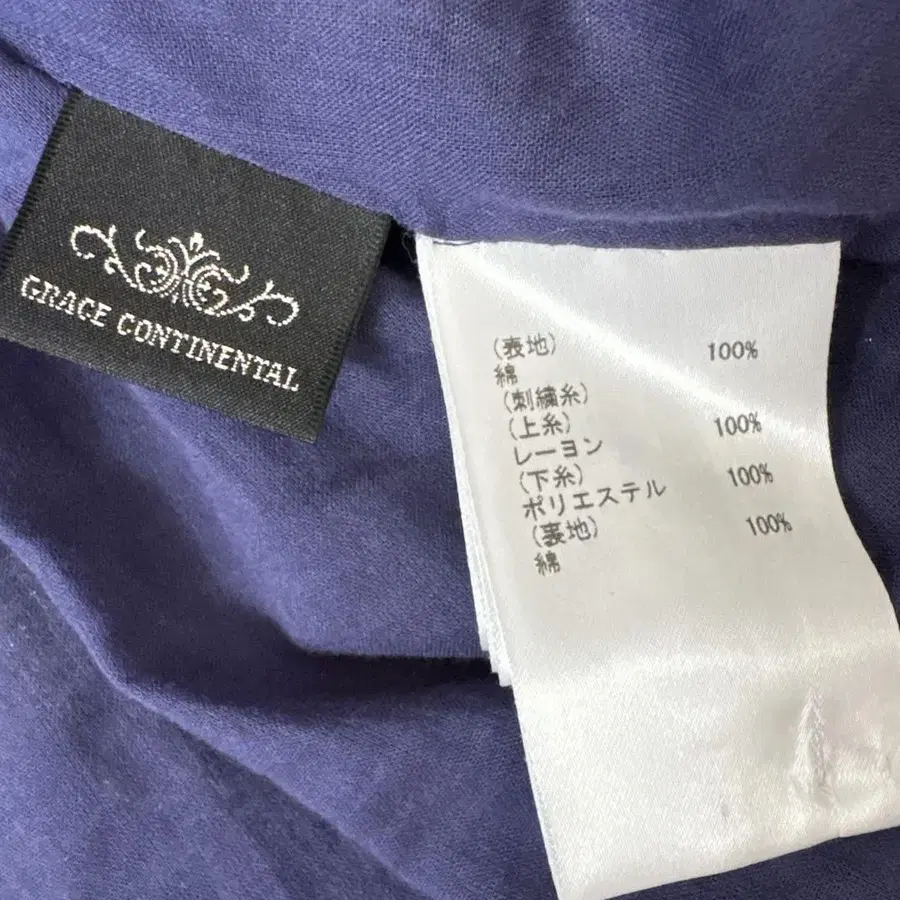 GRACE CONTINENTAL
(表地)
綿 100%
(刺繍糸)
(上糸)
レーヨン 100%
(下糸)
ポリエステル 100%
(裏地)
綿 100%